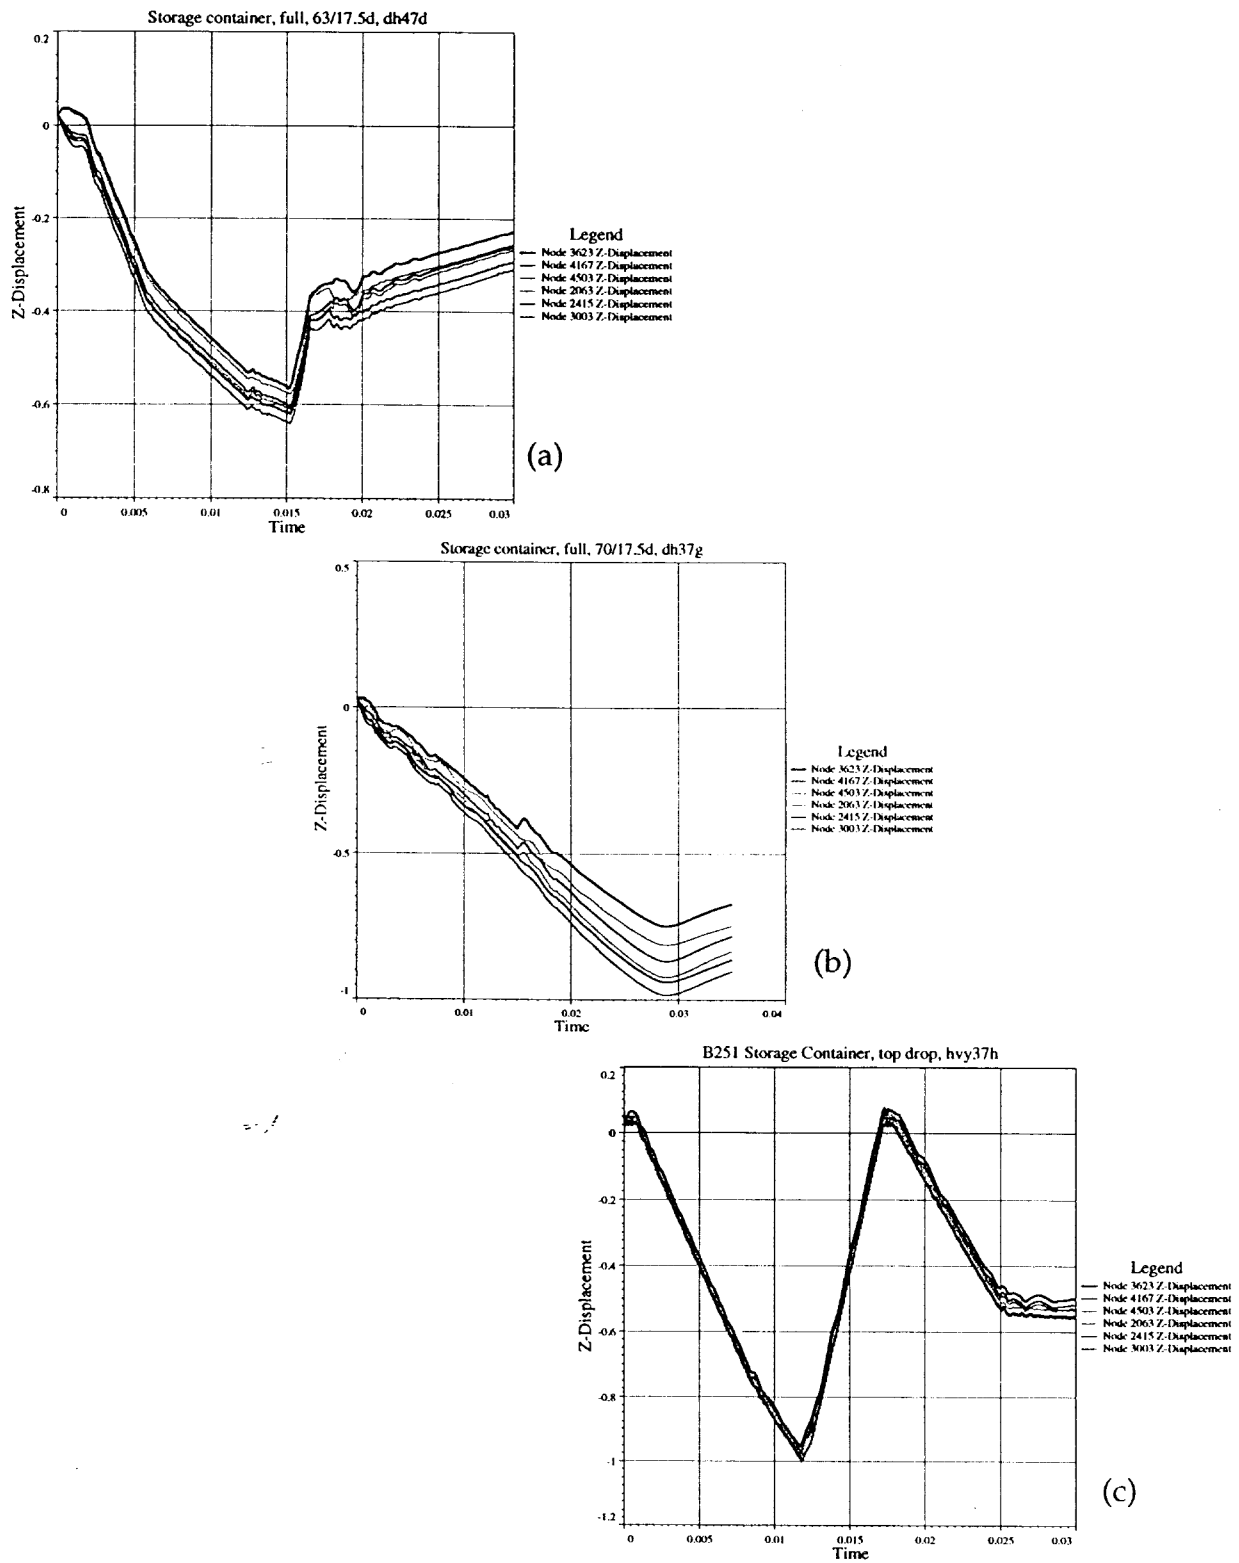 Storage container, full, 63/17.5d, dh47d
0.2
0
-0.2
-0.4
-0.6
-0.8
Z-Displacement
0 0.005 0.01 0.015 0.02 0.025 0.03
Time
Legend
Node 3623 Z-Displacement
Node 4167 Z-Displacement
Node 4503 Z-Displacement
Node 2063 Z-Displacement
Node 2415 Z-Displacement
Node 3003 Z-Displacement
(a)
Storage container, full, 70/17.5d, dh37g
0.5
0
-0.5
-1
Z-Displacement
0 0.01 0.02 0.03 0.04
Time
Legend
Node 3623 Z-Displacement
Node 4167 Z-Displacement
Node 4503 Z-Displacement
Node 2063 Z-Displacement
Node 2415 Z-Displacement
Node 3003 Z-Displacement
(b)
B251 Storage Container, top drop, hvy37h
0.2
0
-0.2
-0.4
-0.6
-0.8
-1
-1.2
Z-Displacement
0 0.005 0.01 0.015 0.02 0.025 0.03
Time
Legend
Node 3623 Z-Displacement
Node 4167 Z-Displacement
Node 4503 Z-Displacement
Node 2063 Z-Displacement
Node 2415 Z-Displacement
Node 3003 Z-Displacement
(c)